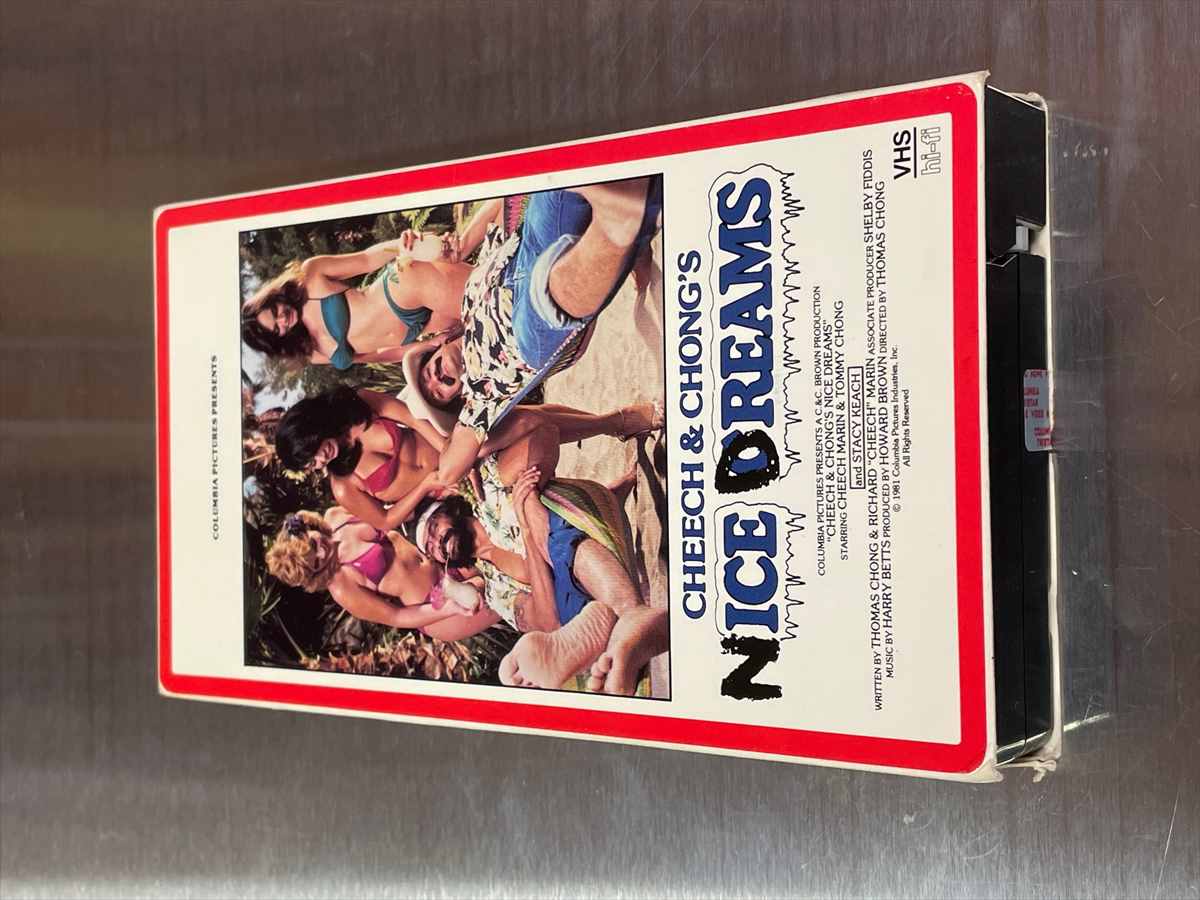 COLUMBIA PICTURES PRESENTS
CHEECH & CHONG'S
NICE DREAMS
COLUMBIA PICTURES PRESENTS A C. &C. BROWN PRODUCTION
"CHEECH & CHONG'S NICE DREAMS"
STARRING CHEECH MARIN & TOMMY CHONG
and STACY KEACH
WRITTEN BY THOMAS CHONG & RICHARD "CHEECH" MARIN ASSOCIATE PRODUCER SHELBY FIDDIS
MUSIC BY HARRY BETTS PRODUCED BY HOWARD BROWN DIRECTED BY THOMAS CHONG
© 1981 Columbia Pictures Industries, Inc.
All Rights Reserved
VHS
hi-fi